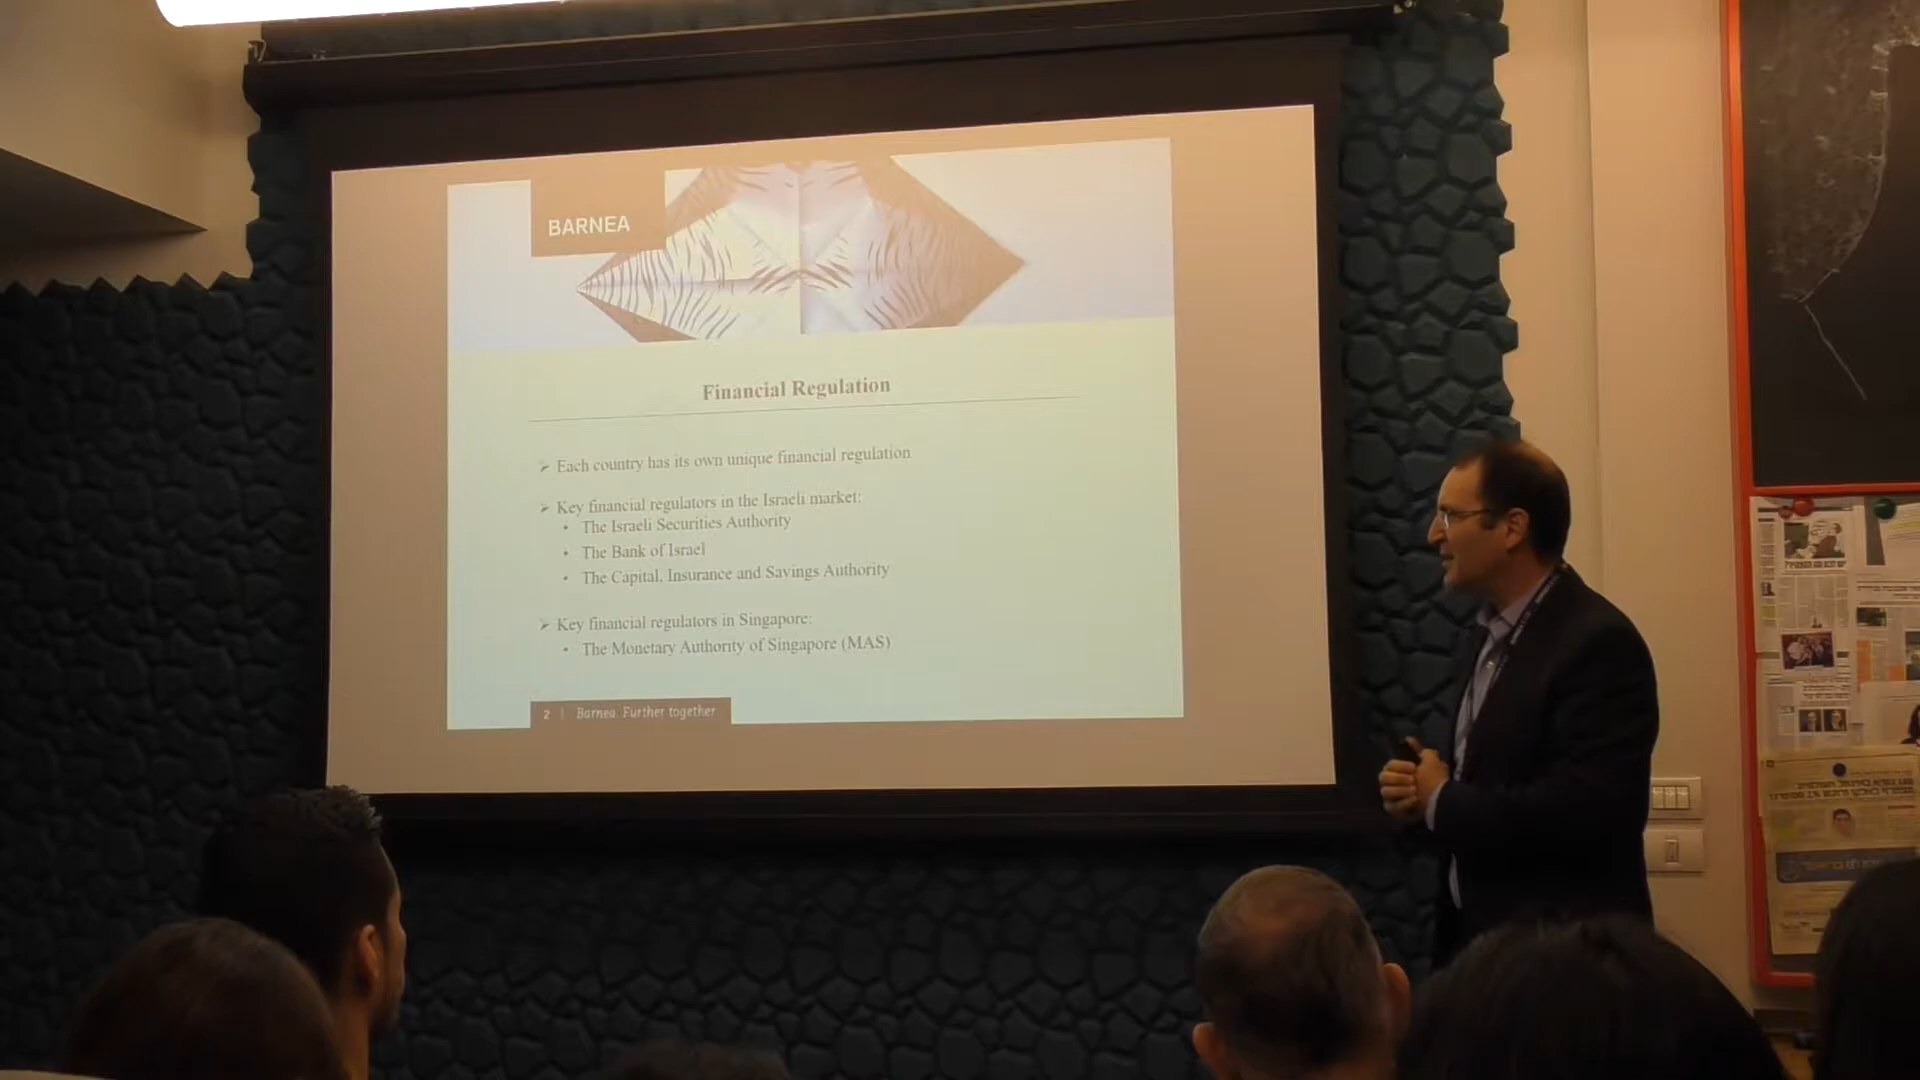 BARNEA
Financial Regulation
➢ Each country has its own unique financial regulation
➢ Key financial regulators in the Israeli market:
• The Israeli Securities Authority
• The Bank of Israel
• The Capital, Insurance and Savings Authority
➢ Key financial regulators in Singapore:
• The Monetary Authority of Singapore (MAS)
2 | Barnea. Further together